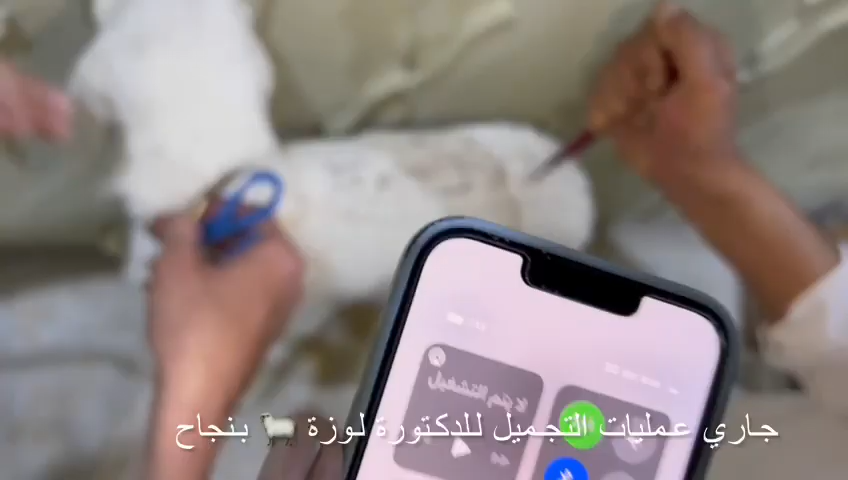 جاري عمليات التجميل للدكتورة لوزة 🐑 بنجاح